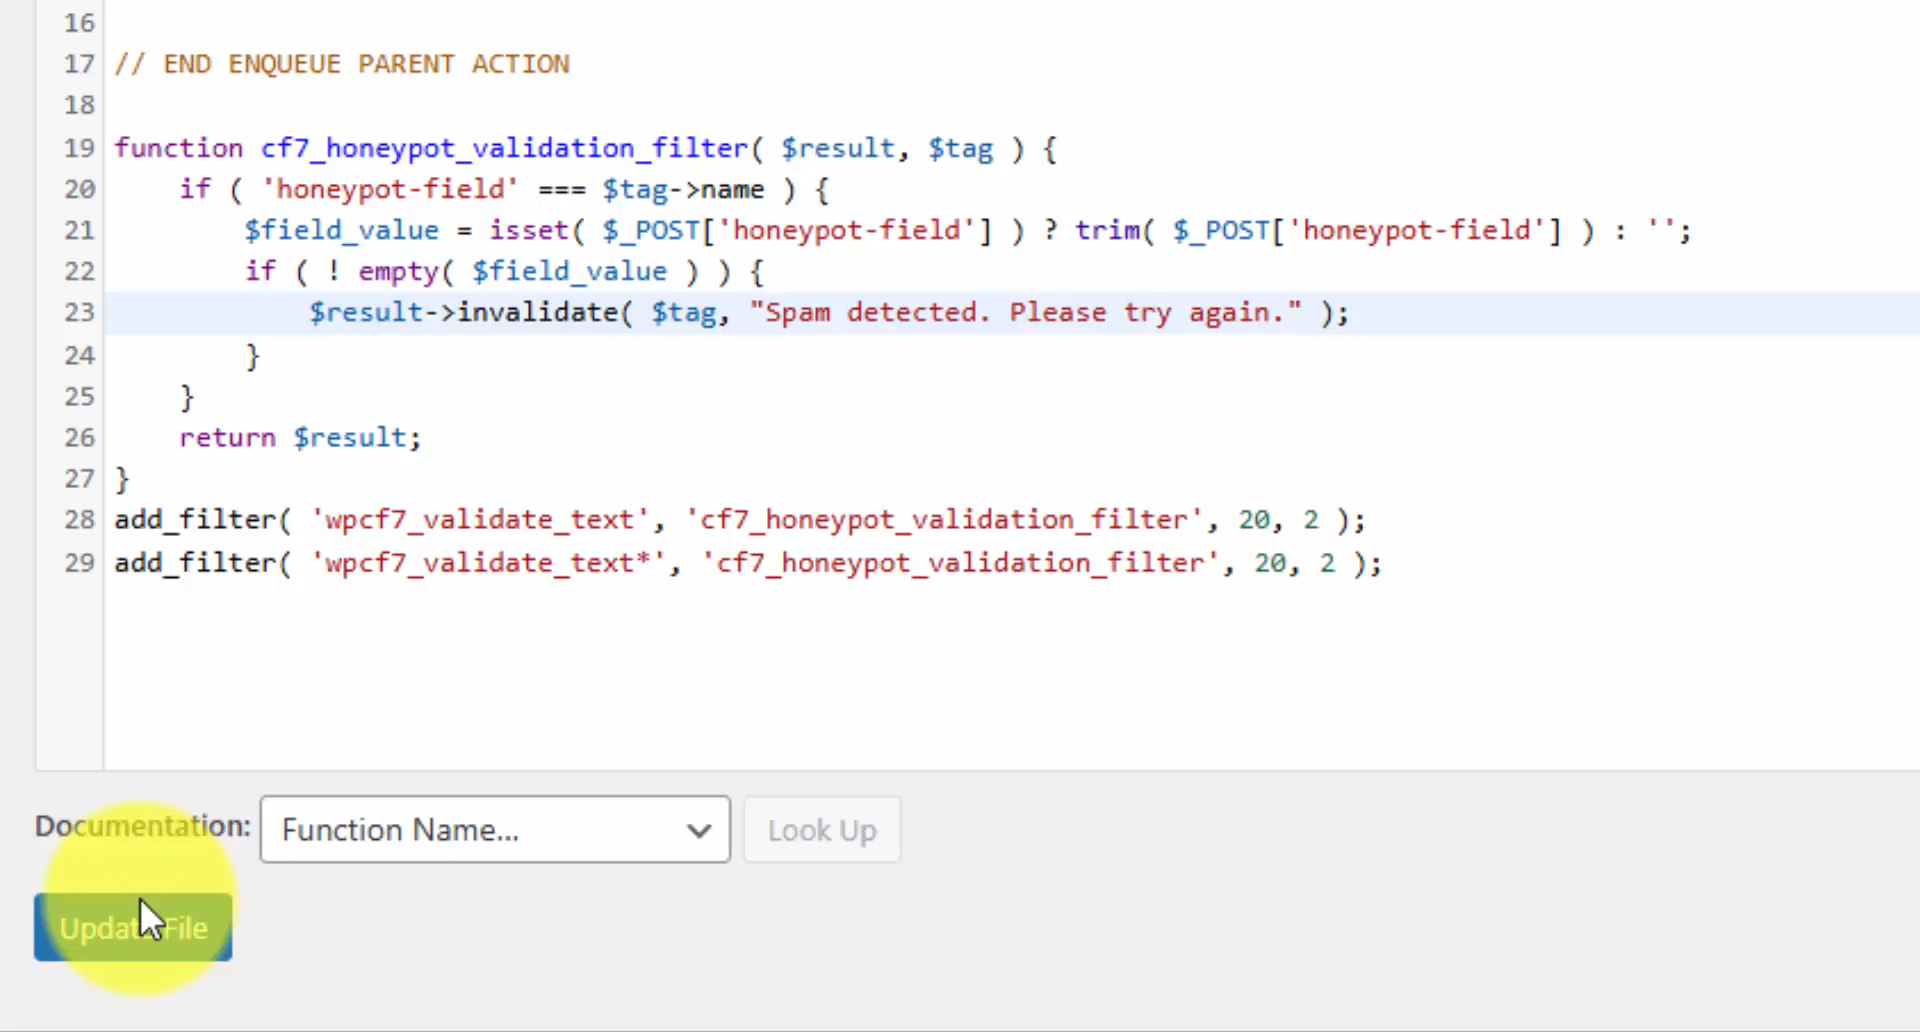 16
17 // END ENQUEUE PARENT ACTION
18
19 function cf7_honeypot_validation_filter( $result, $tag ) {
20     if ( 'honeypot-field' === $tag->name ) {
21         $field_value = isset( $_POST['honeypot-field'] ) ? trim( $_POST['honeypot-field'] ) : '';
22         if ( ! empty( $field_value ) ) {
23             $result->invalidate( $tag, "Spam detected. Please try again." );
24         }
25     }
26     return $result;
27 }
28 add_filter( 'wpcf7_validate_text', 'cf7_honeypot_validation_filter', 20, 2 );
29 add_filter( 'wpcf7_validate_text*', 'cf7_honeypot_validation_filter', 20, 2 );
Documentation: Function Name... Look Up
Update File